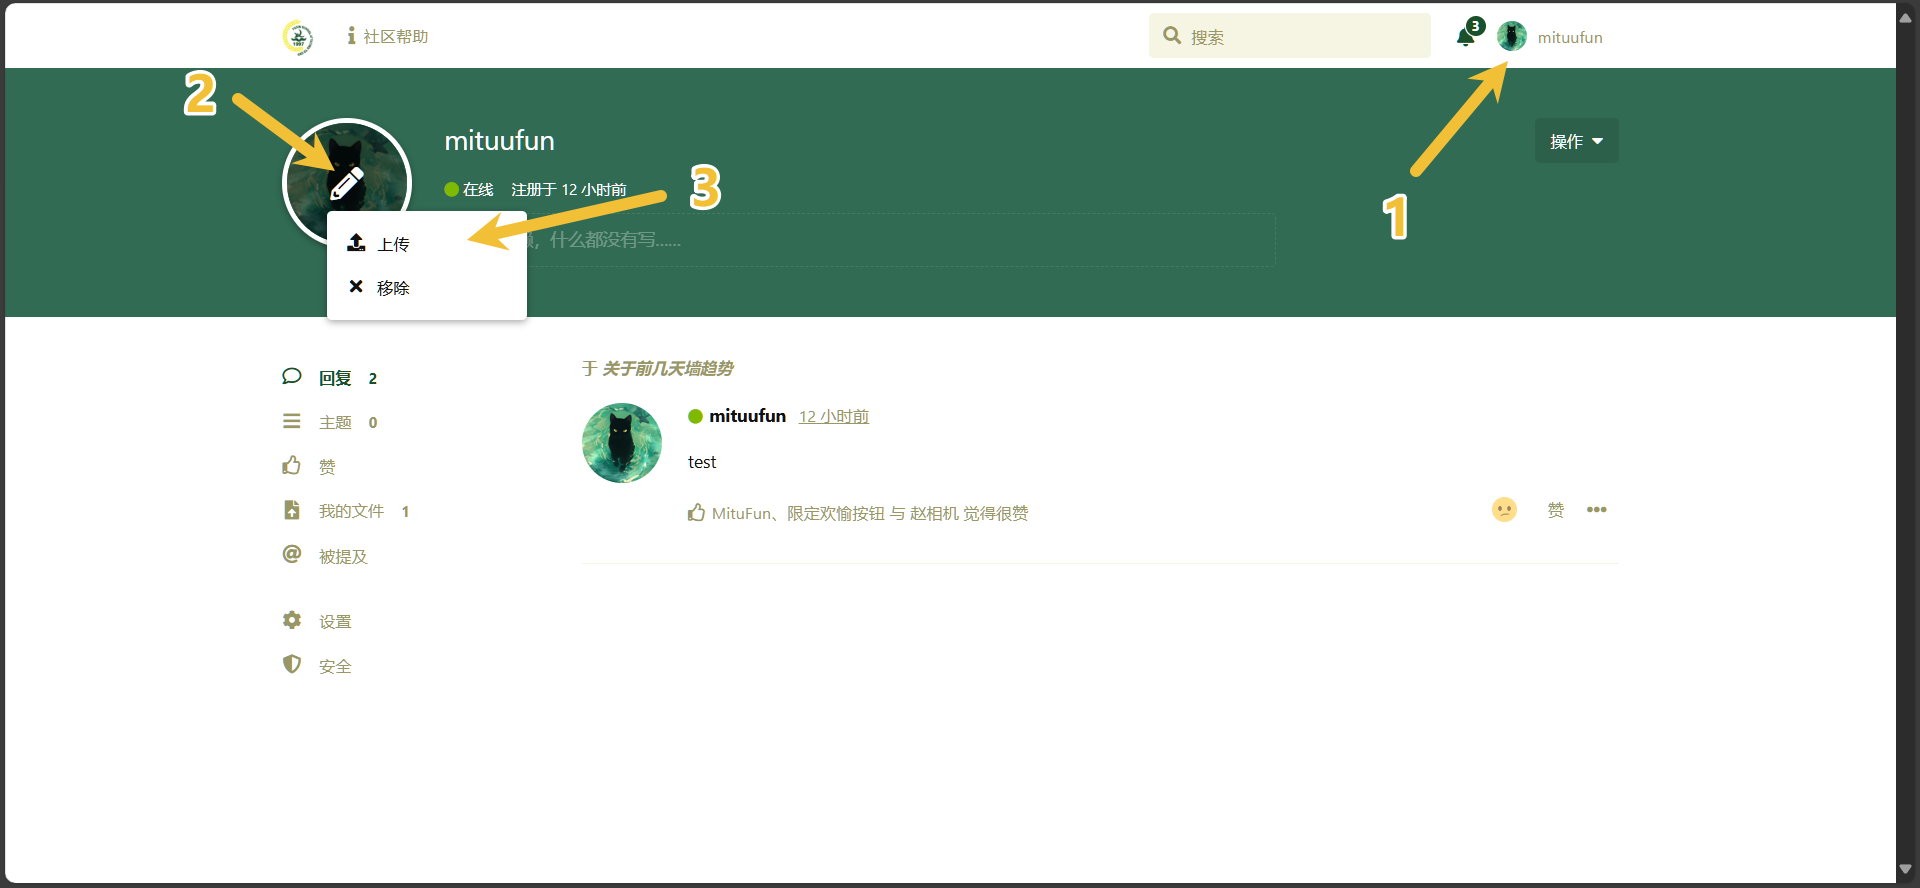 社区帮助
搜索
3
mituufun
1
2
3
mituufun
操作
在线 注册于 12 小时前
，什么都没有写......
上传
移除
回复 2
主题 0
赞
我的文件 1
被提及
设置
安全
于 关于前几天墙趋势
mituufun 12 小时前
test
MituFun、限定欢愉按钮 与 赵相机 觉得很赞
赞